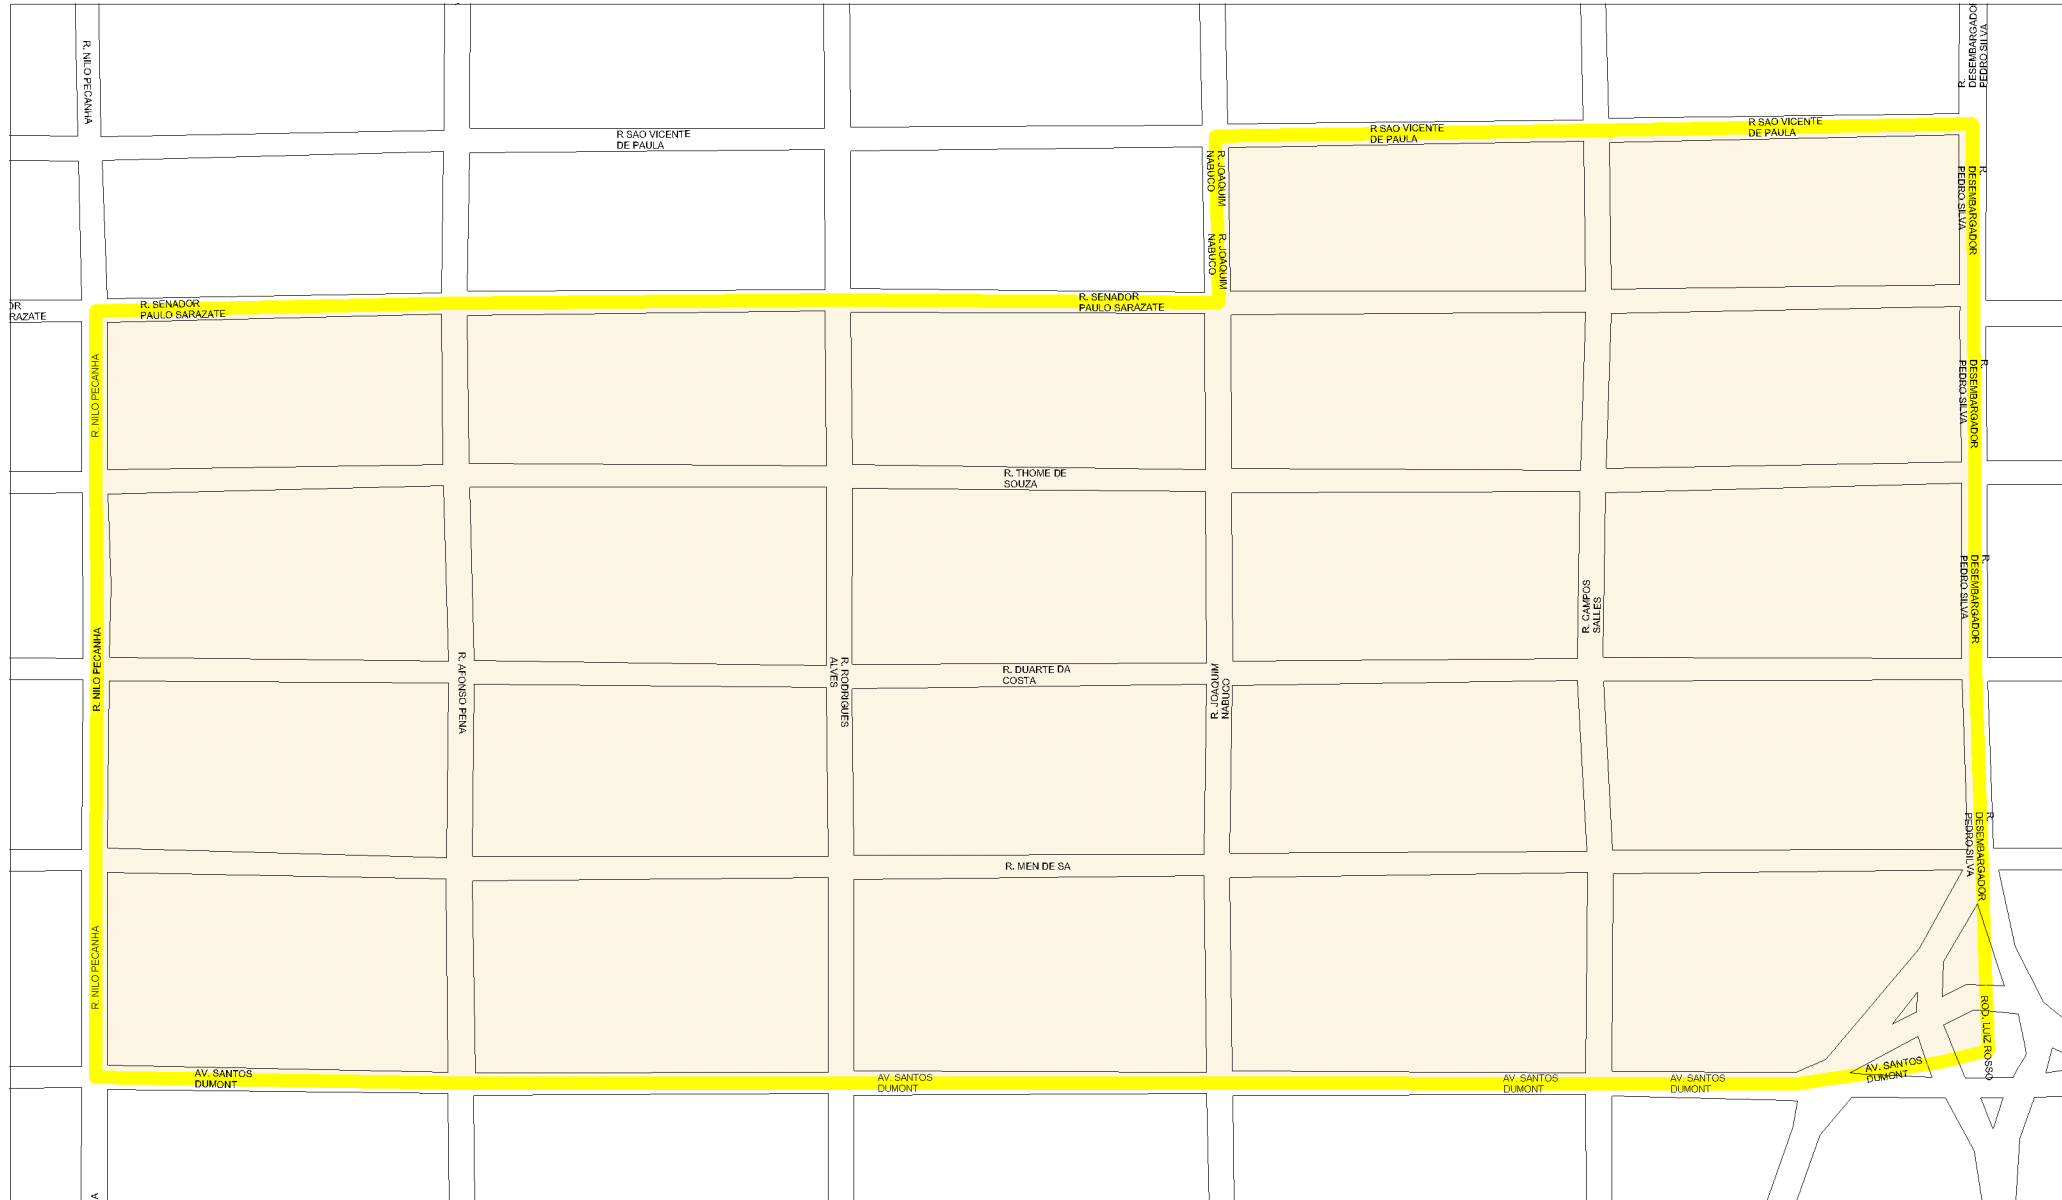 R. NILO PECANHA
R.
DESEMBARGADOR
PEDRO SILVA
R SAO VICENTE
DE PAULA
R SAO VICENTE
DE PAULA
R SAO VICENTE
DE PAULA
R. JOAQUIM
NABUCO
R.
DESEMBARGADOR
PEDRO SILVA
R. JOAQUIM
NABUCO
RAZATE
R. SENADOR
PAULO SARAZATE
R. SENADOR
PAULO SARAZATE
R. NILO PECANHA
R.
DESEMBARGADOR
PEDRO SILVA
R. THOME DE
SOUZA
R. CAMPOS
SALLES
R.
DESEMBARGADOR
PEDRO SILVA
R. NILO PECANHA
R. AFONSO PENA
R. RODRIGUES
ALVES
R. DUARTE DA
COSTA
R. JOAQUIM
NABUCO
R. MEN DE SA
R.
DESEMBARGADOR
PEDRO SILVA
R. NILO PECANHA
ROD. LUIZ ROSSO
AV. SANTOS
DUMONT
AV. SANTOS
DUMONT
AV. SANTOS
DUMONT
AV. SANTOS
DUMONT
AV. SANTOS
DUMONT
A